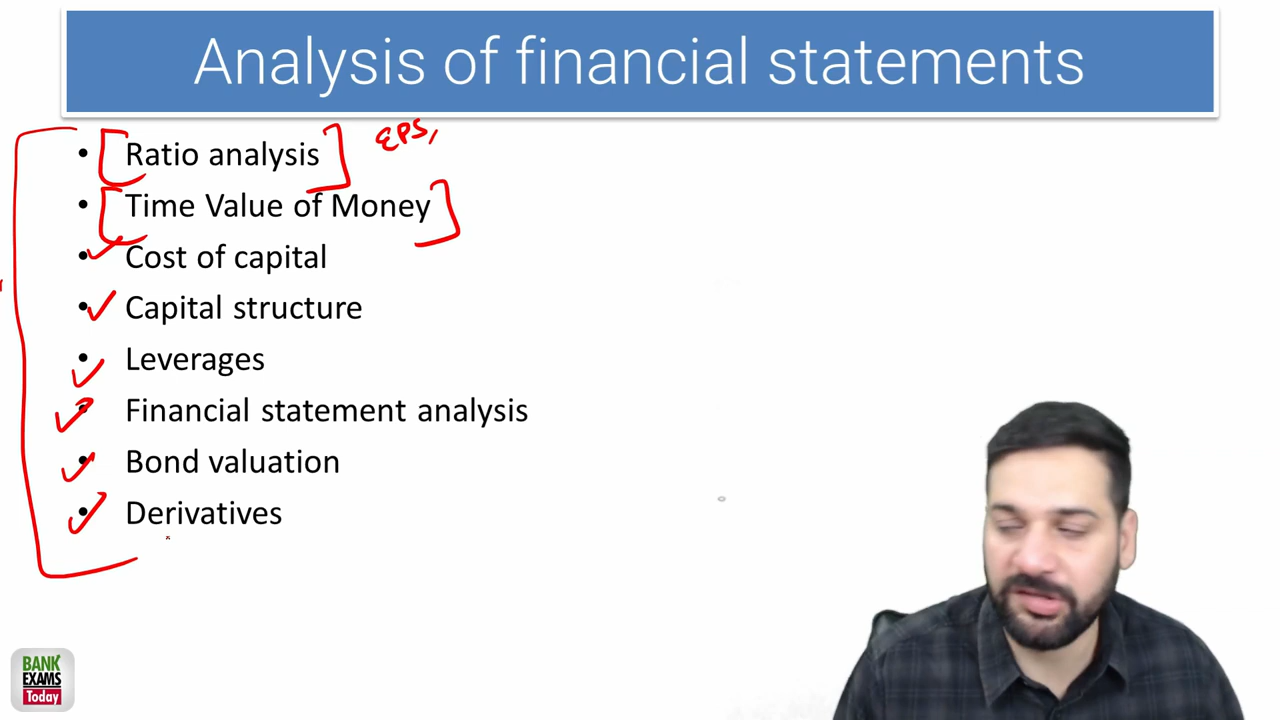 Analysis of financial statements
• Ratio analysis EPS,
• Time Value of Money
• Cost of capital
• Capital structure
• Leverages
• Financial statement analysis
• Bond valuation
• Derivatives
BANK
EXAMS
Today